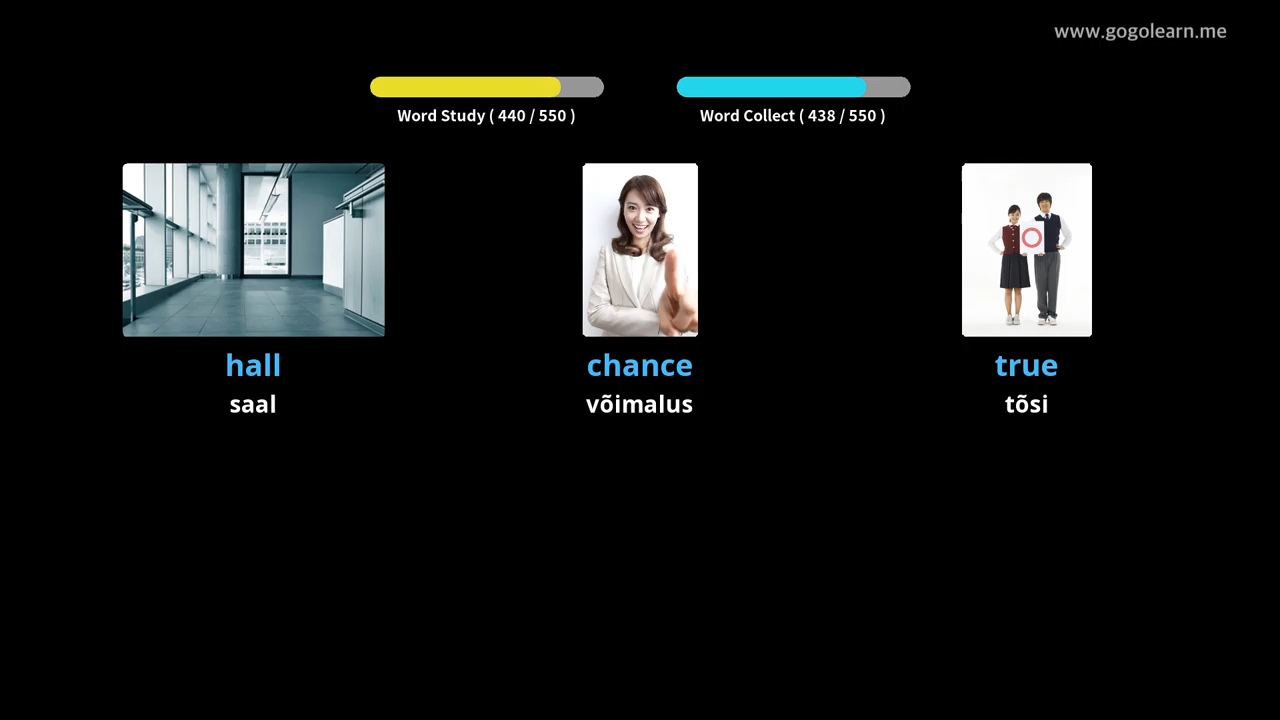 www.gogolearn.me
Word Study ( 440 / 550 )
Word Collect ( 438 / 550 )
hall
chance
true
saal
võimalus
tõsi